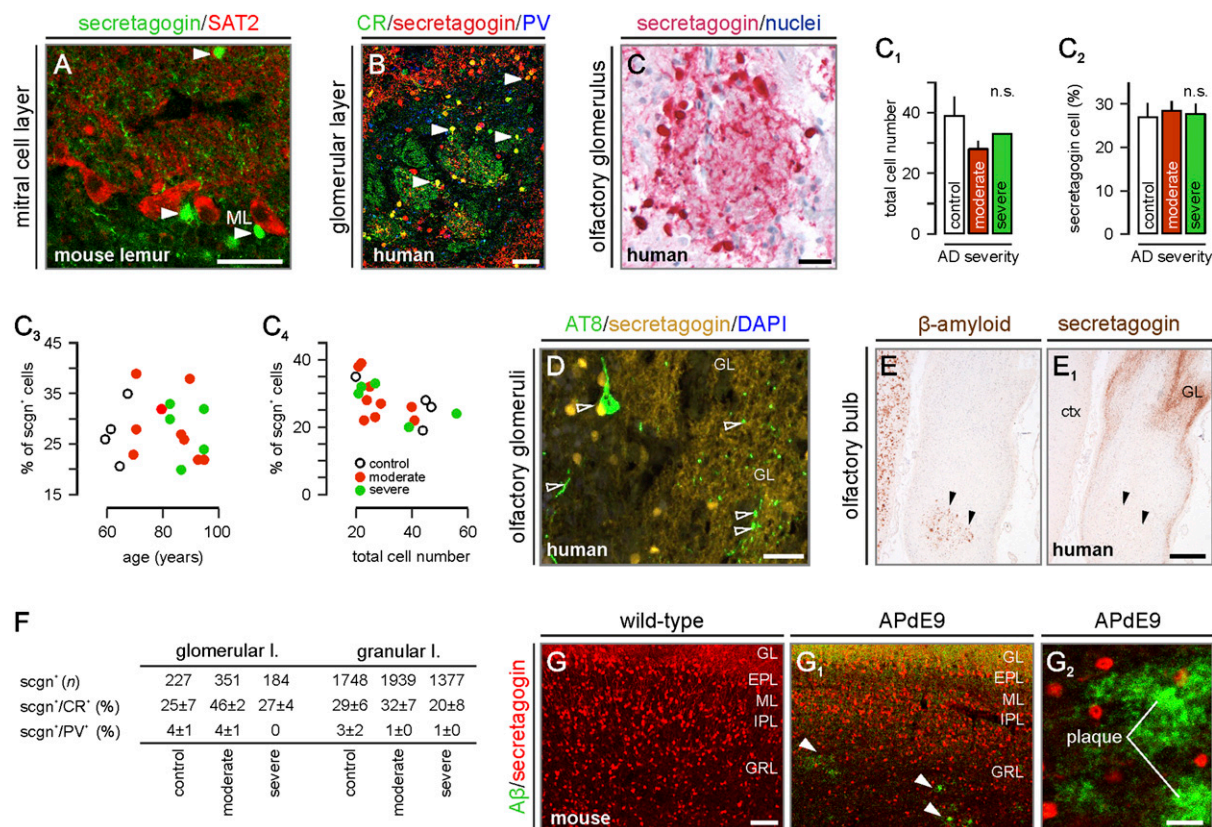 secretagogin/SAT2
mitral cell layer
A
ML
mouse lemur
CR/secretagogin/PV
glomerular layer
B
human
secretagogin/nuclei
olfactory glomerulus
C
human
C1
total cell number
40
20
0
n.s.
control
moderate
severe
AD severity
C2
secretagogin cell (%)
30
20
10
0
n.s.
control
moderate
severe
AD severity
C3
% of scgn+ cells
45
35
25
15
60
80
100
age (years)
C4
% of scgn+ cells
40
30
20
10
0
control
moderate
severe
20
40
60
total cell number
AT8/secretagogin/DAPI
olfactory glomeruli
D
GL
GL
human
β-amyloid
olfactory bulb
E
secretagogin
E1
GL
ctx
human
F
glomerular l. granular l.
scgn+ (n) 227 351 184 1748 1939 1377
scgn+/CR+ (%) 25±7 46±2 27±4 29±6 32±7 20±8
scgn+/PV+ (%) 4±1 4±1 0 3±2 1±0 1±0
control moderate severe control moderate severe
Aβ/secretagogin
wild-type
G
GL
EPL
ML
IPL
GRL
mouse
APdE9
G1
GL
EPL
ML
IPL
GRL
APdE9
G2
plaque